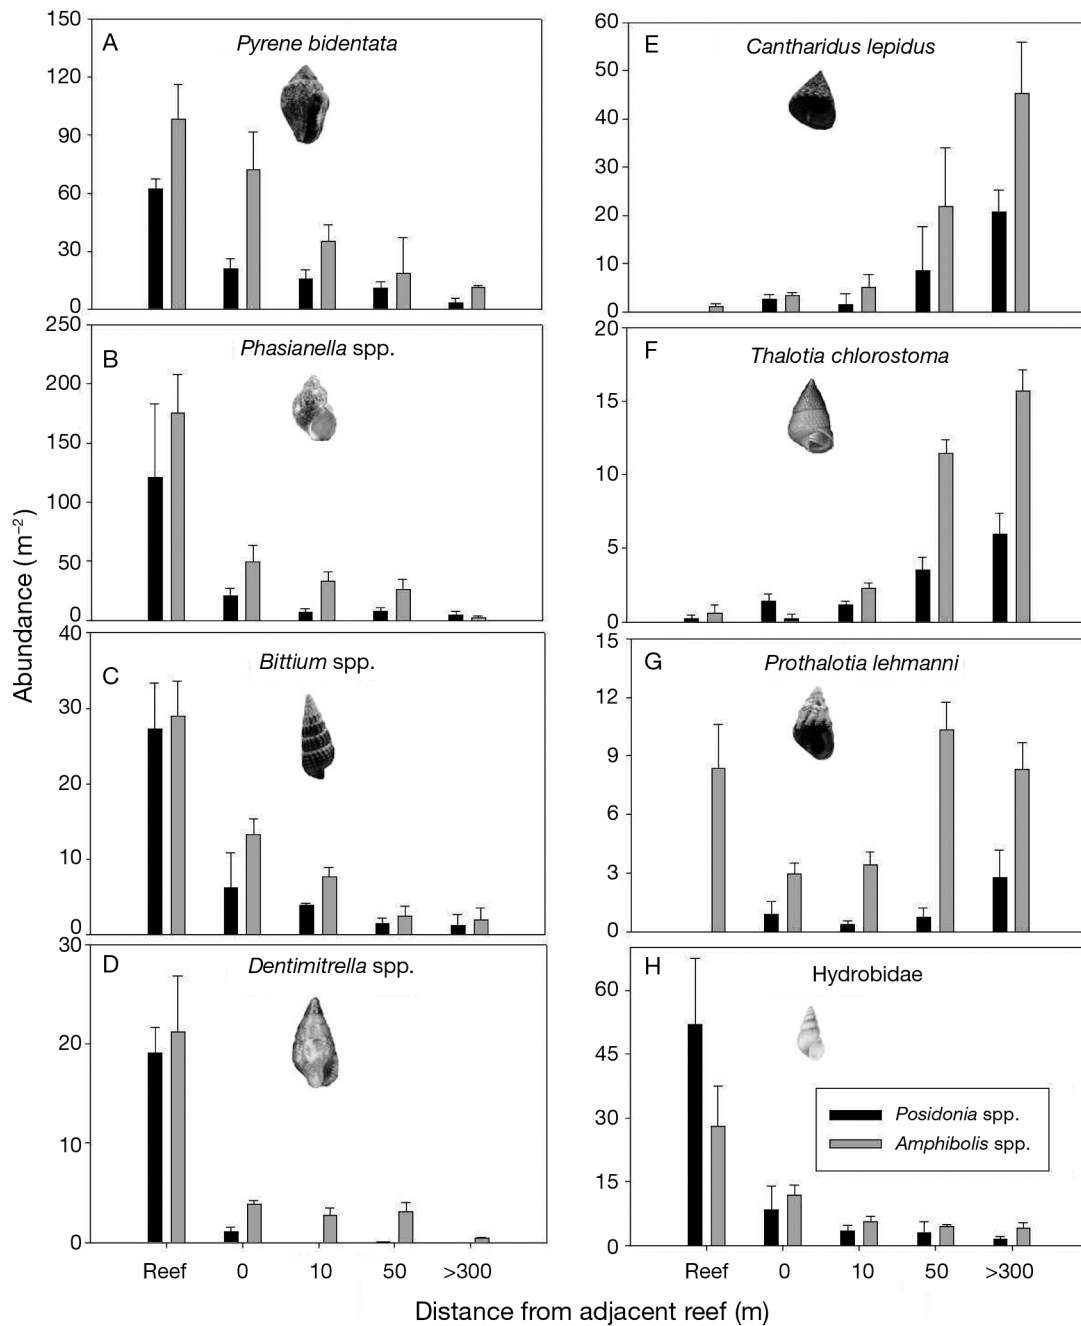 Abundance (m⁻²)
A
Pyrene bidentata
150
120
90
60
30
0
B
Phasianella spp.
250
200
150
100
50
0
C
Bittium spp.
40
30
20
10
0
D
Dentimitrella spp.
30
20
10
0
Reef 0 10 50 >300
E
Cantharidus lepidus
60
50
40
30
20
10
0
F
Thalotia chlorostoma
20
15
10
5
0
G
Prothalotia lehmanni
15
12
9
6
3
0
H
Hydrobidae
60
45
30
15
0
Posidonia spp.
Amphibolis spp.
Reef 0 10 50 >300
Distance from adjacent reef (m)